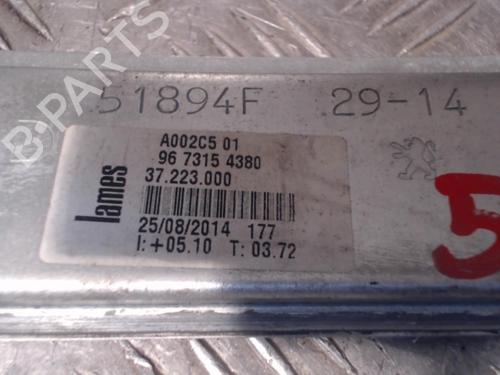 51894F 29-14
A002C5 01
96 7315 4380
37.223.000
lames
25/08/2014 177
I:+05.10 T: 03.72
5
B-PARTS